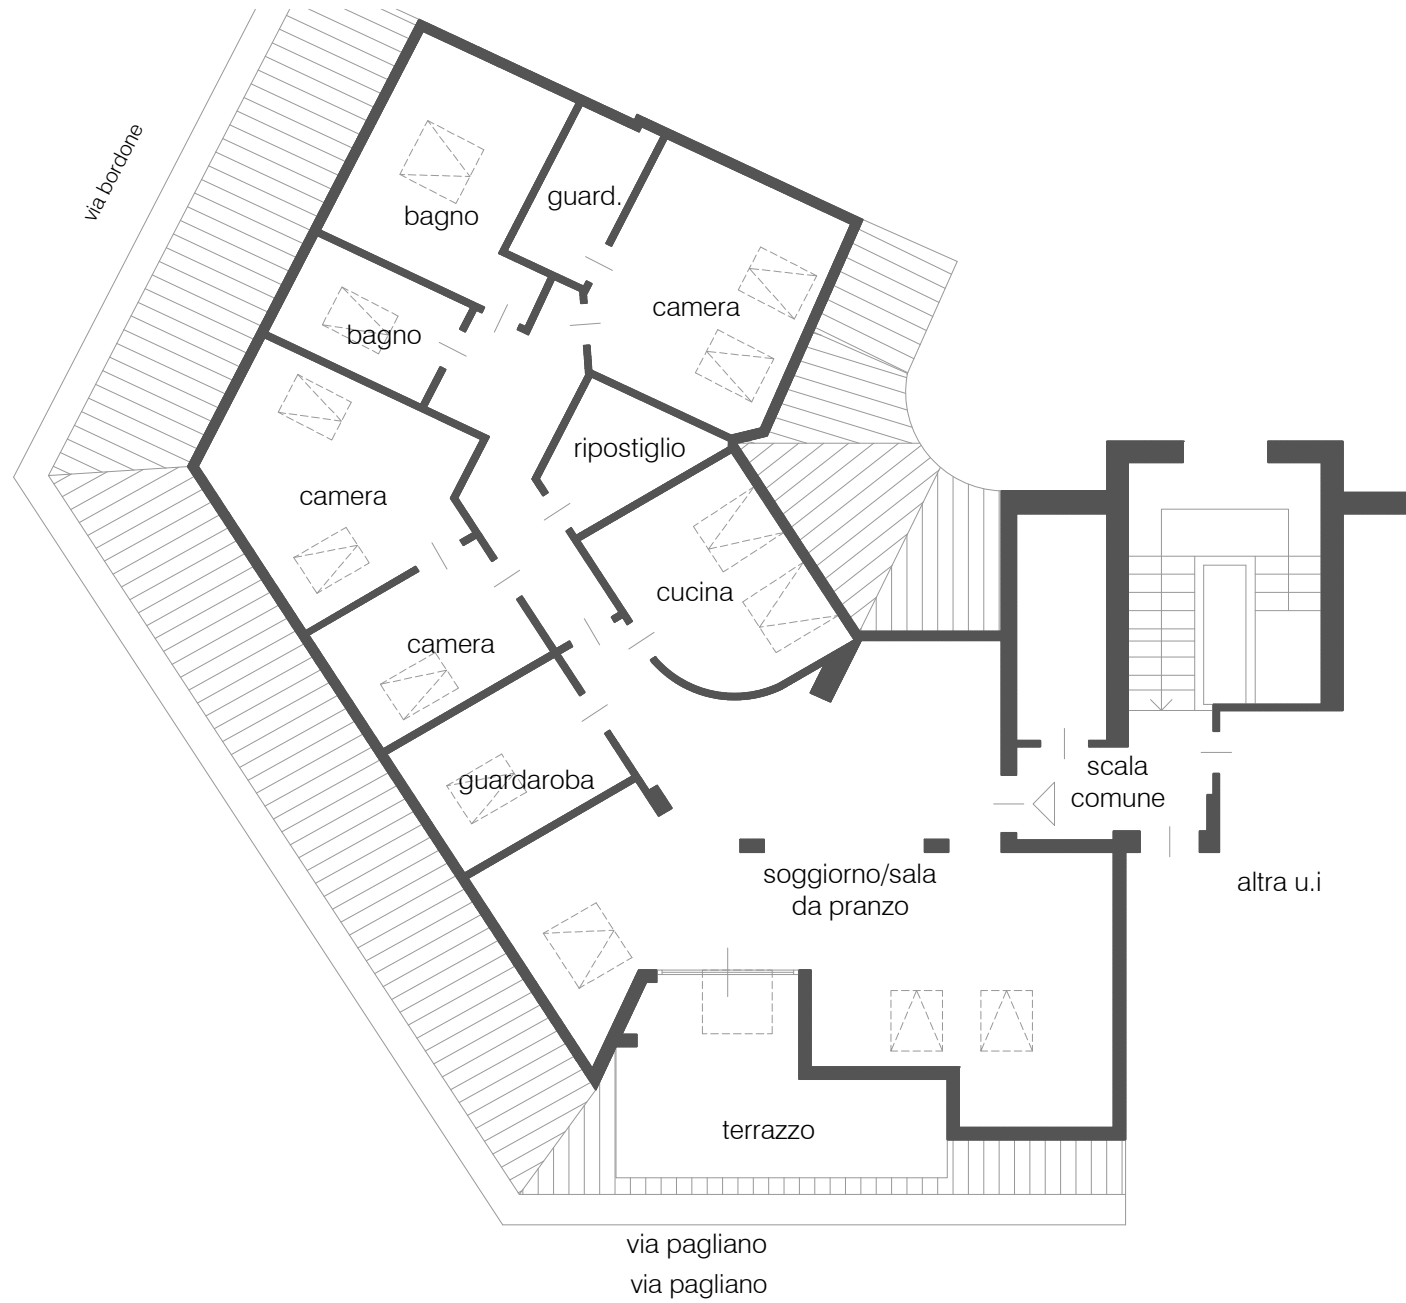 via bordone
guard.
bagno
camera
bagno
ripostiglio
camera
cucina
camera
scala
comune
guardaroba
soggiorno/sala
da pranzo
altra u.i
terrazzo
via pagliano
via pagliano